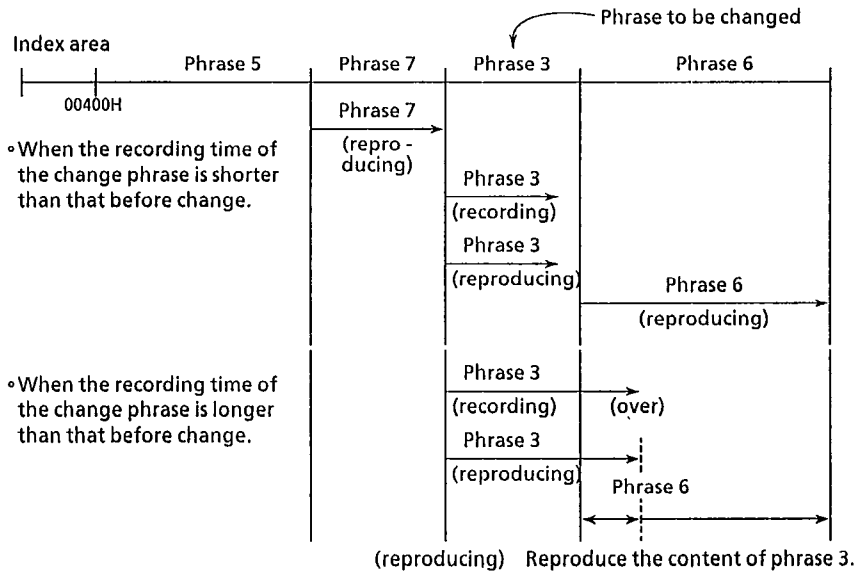 Phrase to be changed
Index area
Phrase 5
Phrase 7
Phrase 3
Phrase 6
00400H
Phrase 7
(repro-
ducing)
∘When the recording time of
the change phrase is shorter
than that before change.
Phrase 3
(recording)
Phrase 3
(reproducing)
Phrase 6
(reproducing)
∘When the recording time of
the change phrase is longer
than that before change.
Phrase 3
(recording)
(over)
Phrase 3
(reproducing)
Phrase 6
(reproducing) Reproduce the content of phrase 3.